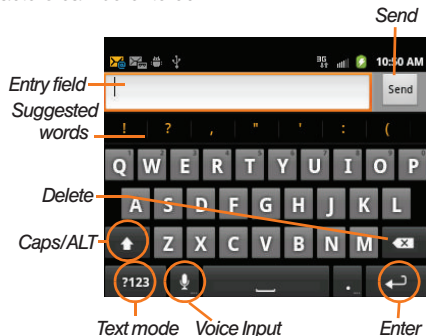 Send
3G 10:50 AM
Entry field
Send
Suggested
words
! ? , " ' : (
Q W E R T Y U I O P
Delete
A S D F G H J K L
Caps/ALT
Z X C V B N M
?123 .
Text mode Voice Input Enter